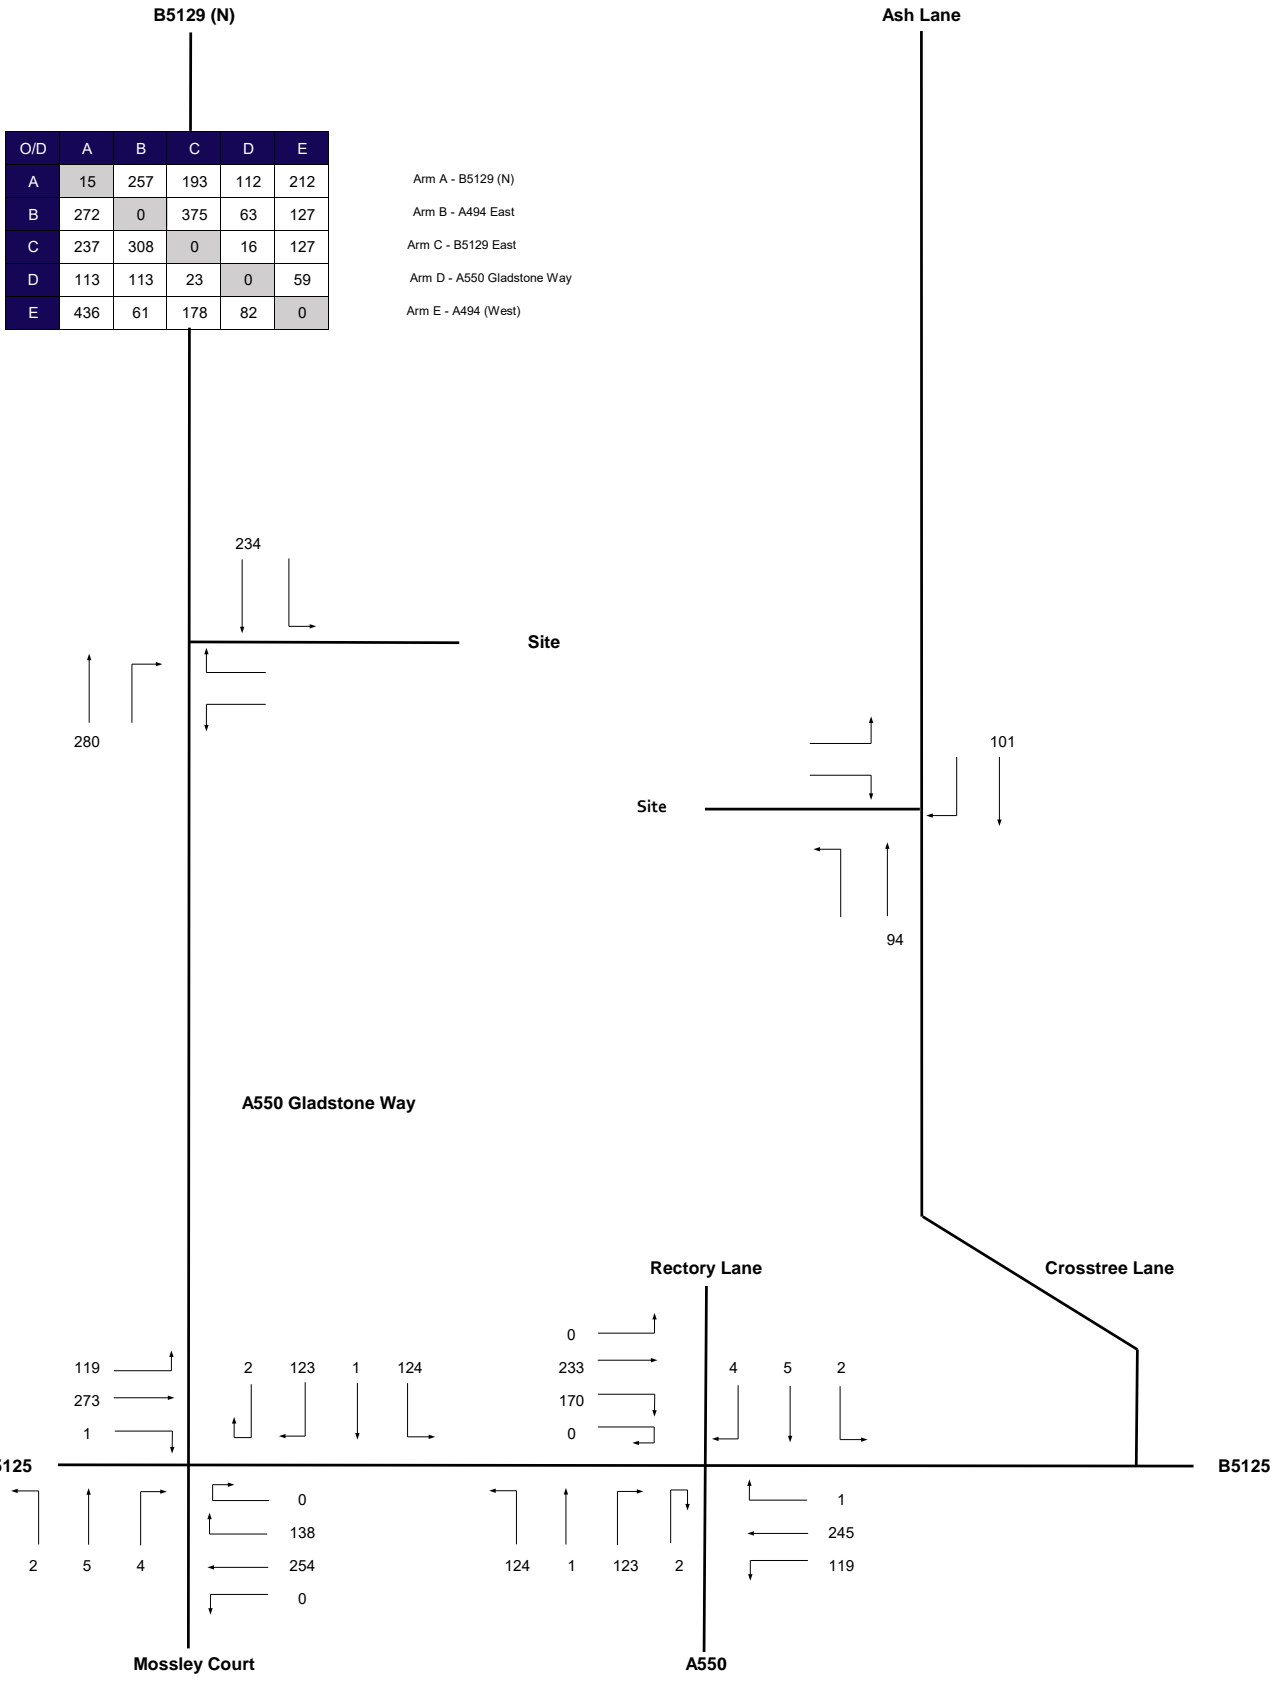 B5129 (N) Ash Lane
O/D A B C D E
A 15 257 193 112 212 Arm A - B5129 (N)
B 272 0 375 63 127 Arm B - A494 East
C 237 308 0 16 127 Arm C - B5129 East
D 113 113 23 0 59 Arm D - A550 Gladstone Way
E 436 61 178 82 0 Arm E - A494 (West)
234
Site
280 101
Site
94
A550 Gladstone Way
Rectory Lane Crosstree Lane
0
119 2 123 1 124 233 4 5 2
273 170
1 0
5125 B5125
0 1
138 245
2 5 4 254 124 1 123 2 119
0
Mossley Court A550